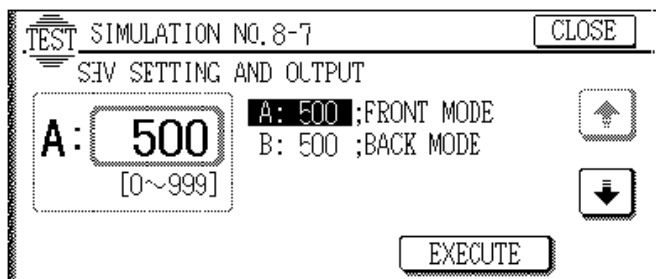 TEST SIMULATION NO.8-7 CLOSE
SHV SETTING AND OUTPUT
A: 500 A: 500 ;FRONT MODE
B: 500 ;BACK MODE
[0~999]
EXECUTE